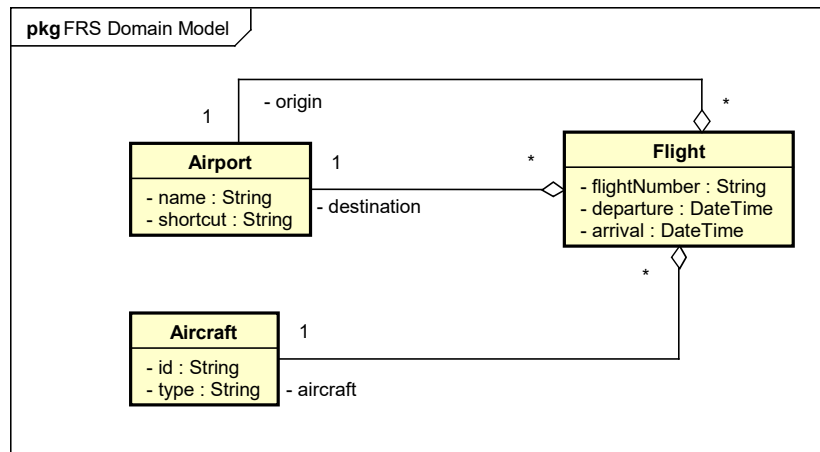 pkg FRS Domain Model
- origin
1
*
Airport
- name : String
- shortcut : String
1
- destination
*
Flight
- flightNumber : String
- departure : DateTime
- arrival : DateTime
*
Aircraft
- id : String
- type : String
1
- aircraft